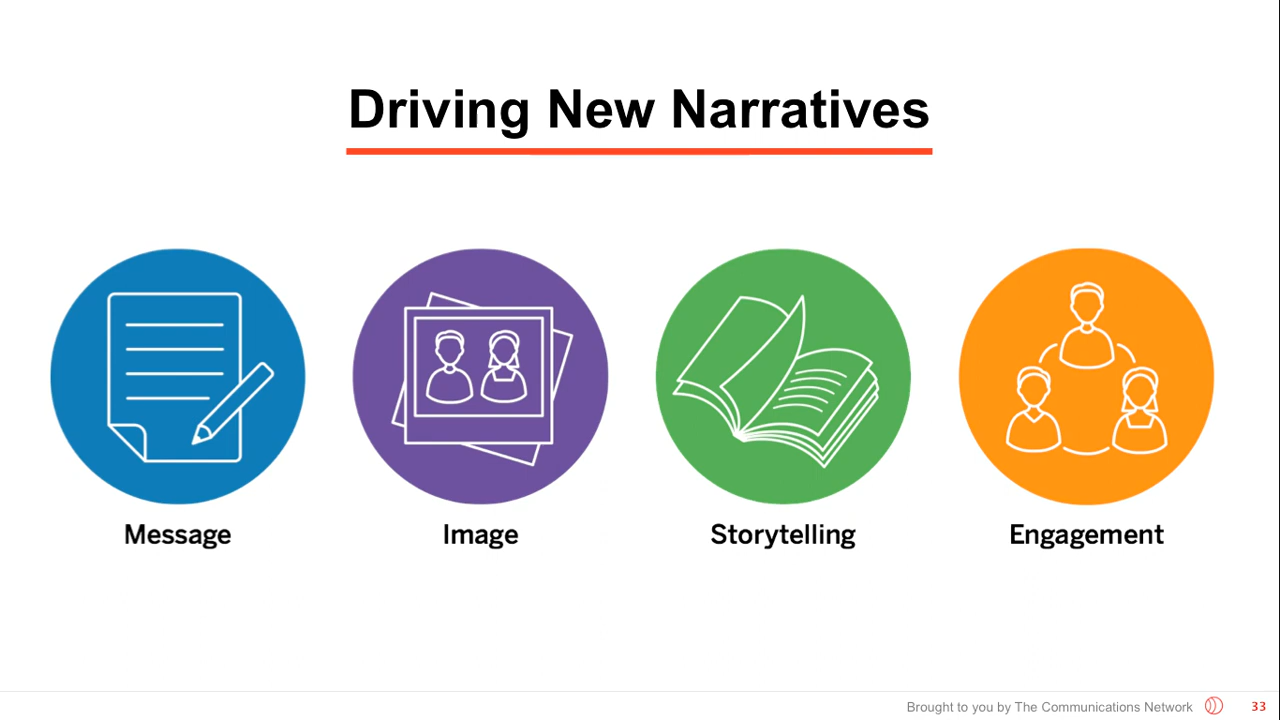 Driving New Narratives
Message
Image
Storytelling
Engagement
Brought to you by The Communications Network
33